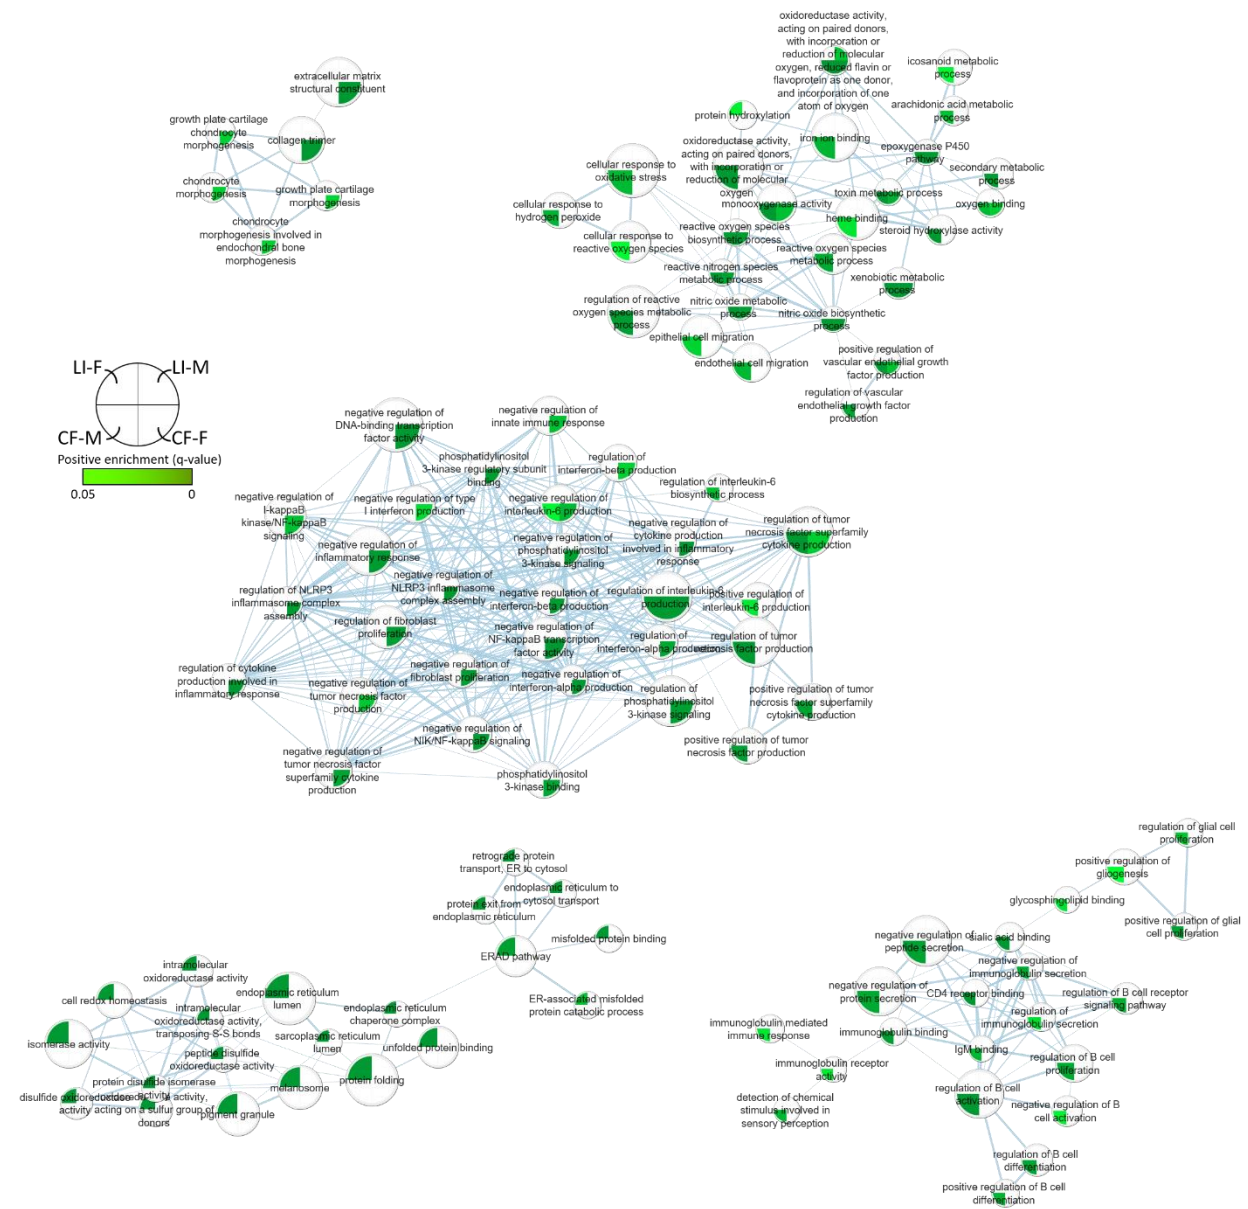 extracellular matrix
structural constituent
growth plate cartilage
chondrocyte
morphogenesis
collagen trimer
chondrocyte
morphogenesis
growth plate cartilage
morphogenesis
chondrocyte
morphogenesis involved in
endochondral bone
morphogenesis
oxidoreductase activity,
acting on paired donors,
with incorporation or
reduction of molecular
oxygen, reduced flavin or
flavoprotein as one donor,
and incorporation of one
atom of oxygen
icosanoid metabolic
process
arachidonic acid metabolic
process
protein hydroxylation
iron ion binding
epoxygenase P450
pathway
oxidoreductase activity,
acting on paired donors,
with incorporation or
reduction of molecular
oxygen
cellular response to
oxidative stress
secondary metabolic
process
toxin metabolic process
oxygen binding
monooxygenase activity
cellular response to
hydrogen peroxide
heme binding
steroid hydroxylase activity
cellular response to
reactive oxygen species
reactive oxygen species
biosynthetic process
reactive oxygen species
metabolic process
reactive nitrogen species
metabolic process
xenobiotic metabolic
process
regulation of reactive
oxygen species metabolic
process
nitric oxide metabolic
process
nitric oxide biosynthetic
process
epithelial cell migration
endothelial cell migration
positive regulation of
vascular endothelial growth
factor production
regulation of vascular
endothelial growth factor
production
LI-F
LI-M
CF-M
CF-F
Positive enrichment (q-value)
0.05
0
negative regulation of
DNA-binding transcription
factor activity
negative regulation of
innate immune response
phosphatidylinositol
3-kinase regulatory subunit
binding
regulation of
interferon-beta production
regulation of interleukin-6
biosynthetic process
negative regulation of
I-kappaB
kinase/NF-kappaB
signaling
negative regulation of type
I interferon production
negative regulation of
interleukin-6 production
negative regulation of
cytokine production
involved in inflammatory
response
regulation of tumor
necrosis factor superfamily
cytokine production
negative regulation of
inflammatory response
negative regulation of
phosphatidylinositol
3-kinase signaling
negative regulation of
NLRP3 inflammasome
complex assembly
regulation of NLRP3
inflammasome complex
assembly
negative regulation of
interferon-beta production
regulation of interleukin-6
production
positive regulation of
interleukin-6 production
regulation of fibroblast
proliferation
negative regulation of
NF-kappaB transcription
factor activity
regulation of
interferon-alpha production
regulation of tumor
necrosis factor production
regulation of cytokine
production involved in
inflammatory response
negative regulation of
fibroblast proliferation
negative regulation of
interferon-alpha production
negative regulation of
tumor necrosis factor
production
regulation of
phosphatidylinositol
3-kinase signaling
positive regulation of tumor
necrosis factor superfamily
cytokine production
negative regulation of
NIK/NF-kappaB signaling
positive regulation of tumor
necrosis factor production
negative regulation of
tumor necrosis factor
superfamily cytokine
production
phosphatidylinositol
3-kinase binding
retrograde protein
transport, ER to cytosol
endoplasmic reticulum to
cytosol transport
protein exit from
endoplasmic reticulum
misfolded protein binding
ERAD pathway
ER-associated misfolded
protein catabolic process
intramolecular
oxidoreductase activity
cell redox homeostasis
endoplasmic reticulum
lumen
intramolecular
oxidoreductase activity,
transposing S-S bonds
endoplasmic reticulum
chaperone complex
isomerase activity
sarcoplasmic reticulum
lumen
unfolded protein binding
peptide disulfide
oxidoreductase activity
protein disulfide isomerase
activity
melanosome
protein folding
disulfide oxidoreductase
activity
activity,
acting on a sulfur group of
donors
pigment granule
regulation of glial cell
proliferation
positive regulation of
gliogenesis
glycosphingolipid binding
positive regulation of glial
cell proliferation
negative regulation of
peptide secretion
sialic acid binding
negative regulation of
immunoglobulin secretion
negative regulation of
protein secretion
CD4 receptor binding
regulation of B cell receptor
signaling pathway
regulation of
immunoglobulin secretion
immunoglobulin mediated
immune response
immunoglobulin binding
IgM binding
immunoglobulin receptor
activity
regulation of B cell
proliferation
regulation of B cell
activation
detection of chemical
stimulus involved in
sensory perception
negative regulation of B
cell activation
regulation of B cell
differentiation
positive regulation of B cell
differentiation